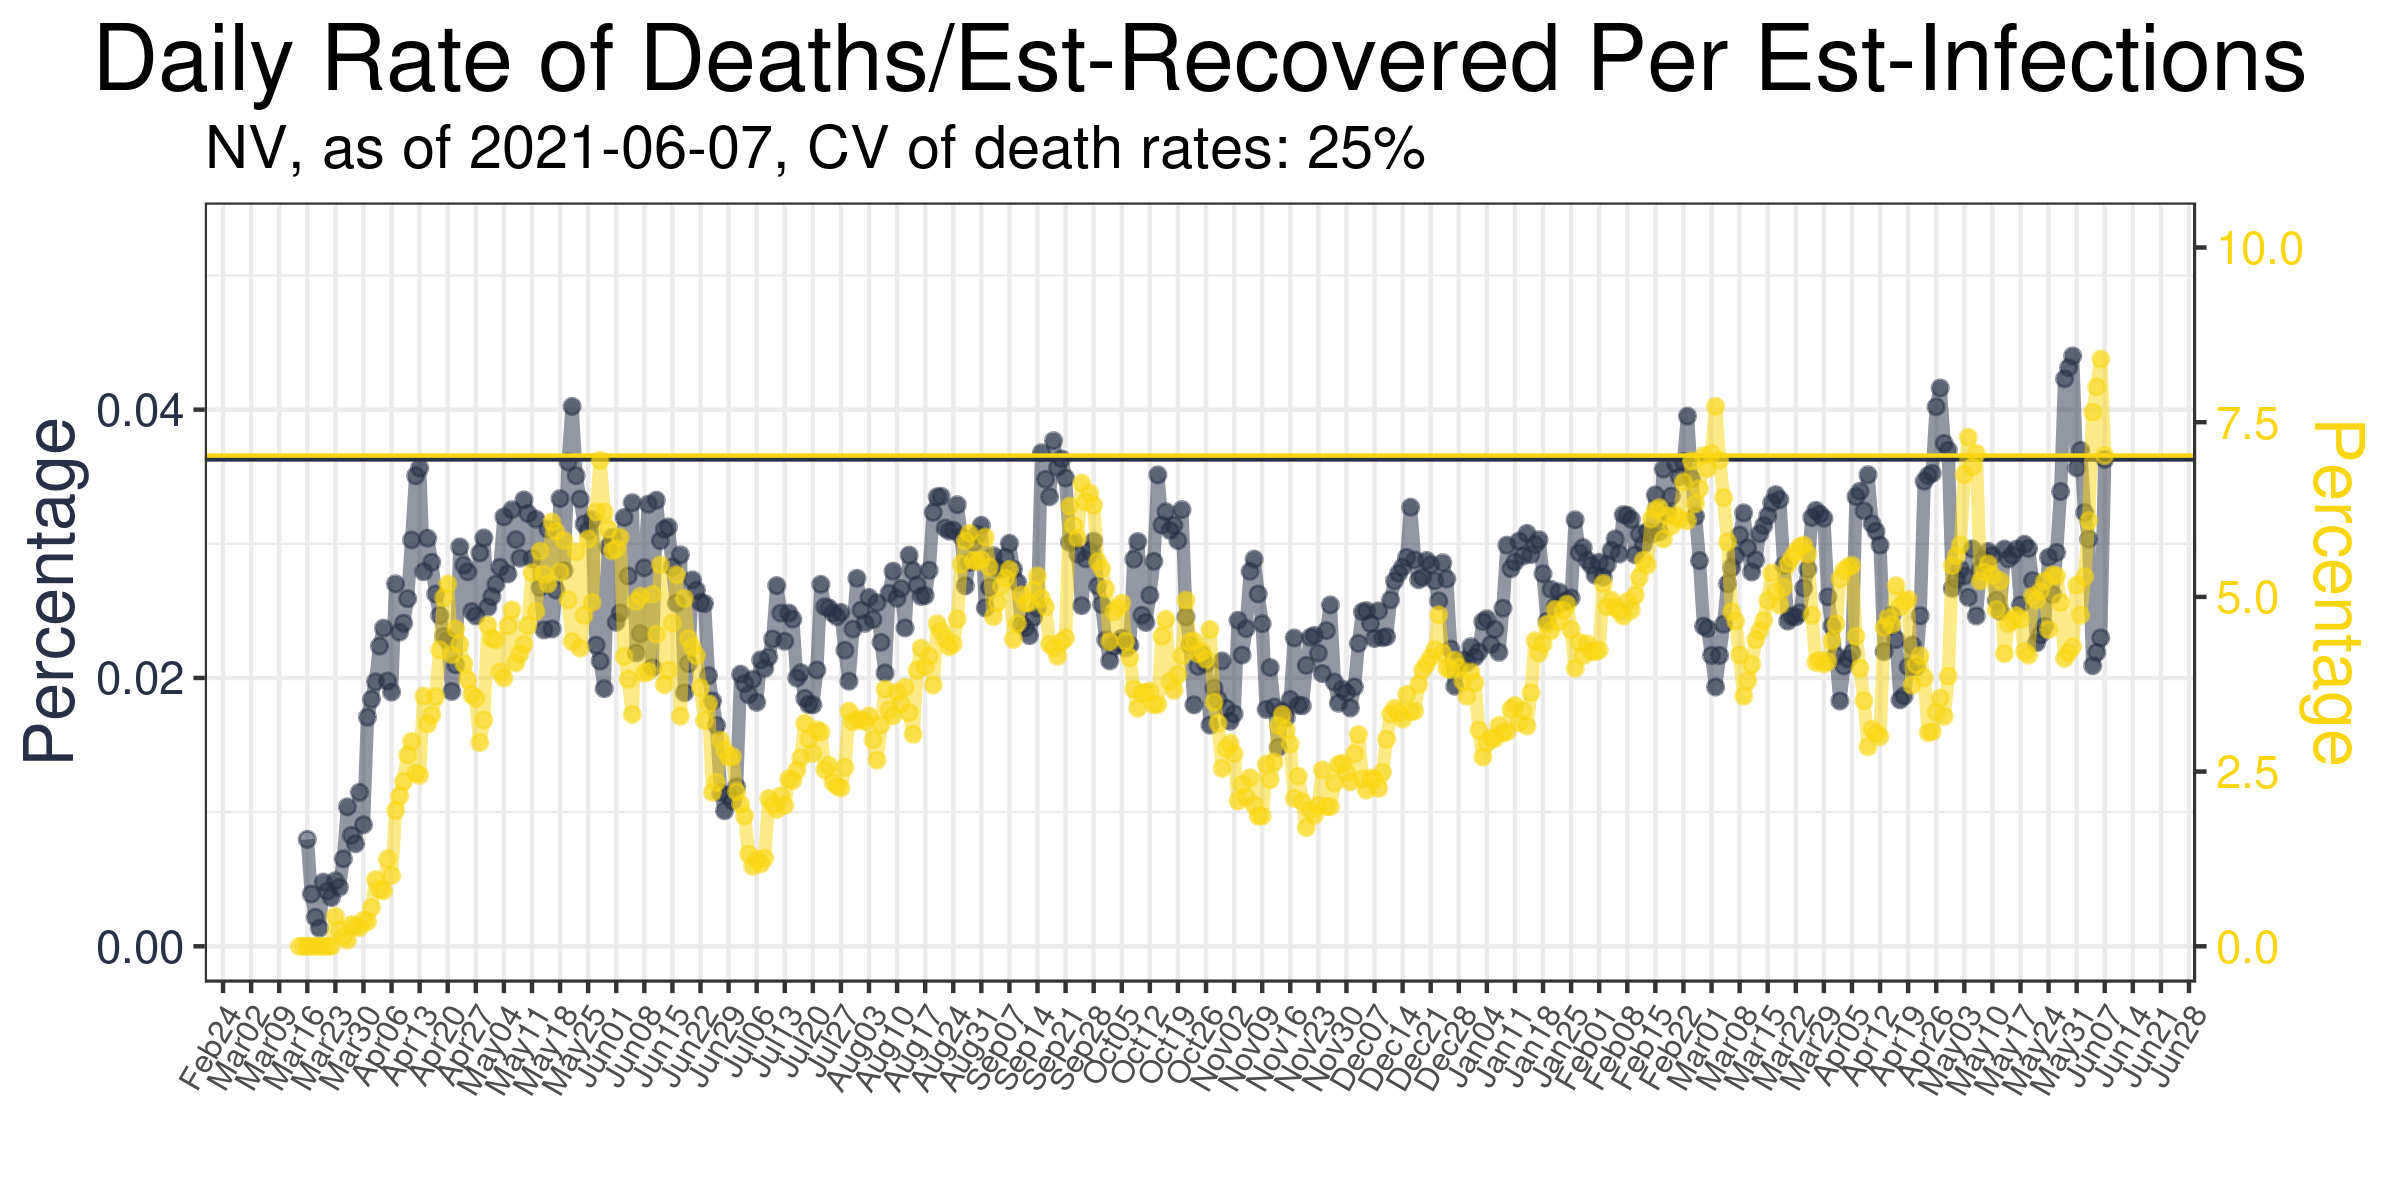 Daily Rate of Deaths/Est-Recovered Per Est-Infections
NV, as of 2021-06-07, CV of death rates: 25%
Percentage
0.04
0.02
0.00
10.0
7.5
5.0
2.5
0.0
Percentage
Feb24
Mar02
Mar09
Mar16
Mar23
Mar30
Apr06
Apr13
Apr20
Apr27
May04
May11
May18
May25
Jun01
Jun08
Jun15
Jun22
Jun29
Jul06
Jul13
Jul20
Jul27
Aug03
Aug10
Aug17
Aug24
Aug31
Sep07
Sep14
Sep21
Sep28
Oct05
Oct12
Oct19
Oct26
Nov02
Nov09
Nov16
Nov23
Nov30
Dec07
Dec14
Dec21
Dec28
Jan04
Jan11
Jan18
Jan25
Feb01
Feb08
Feb15
Feb22
Mar01
Mar08
Mar15
Mar22
Mar29
Apr05
Apr12
Apr19
Apr26
May03
May10
May17
May24
May31
Jun07
Jun14
Jun21
Jun28